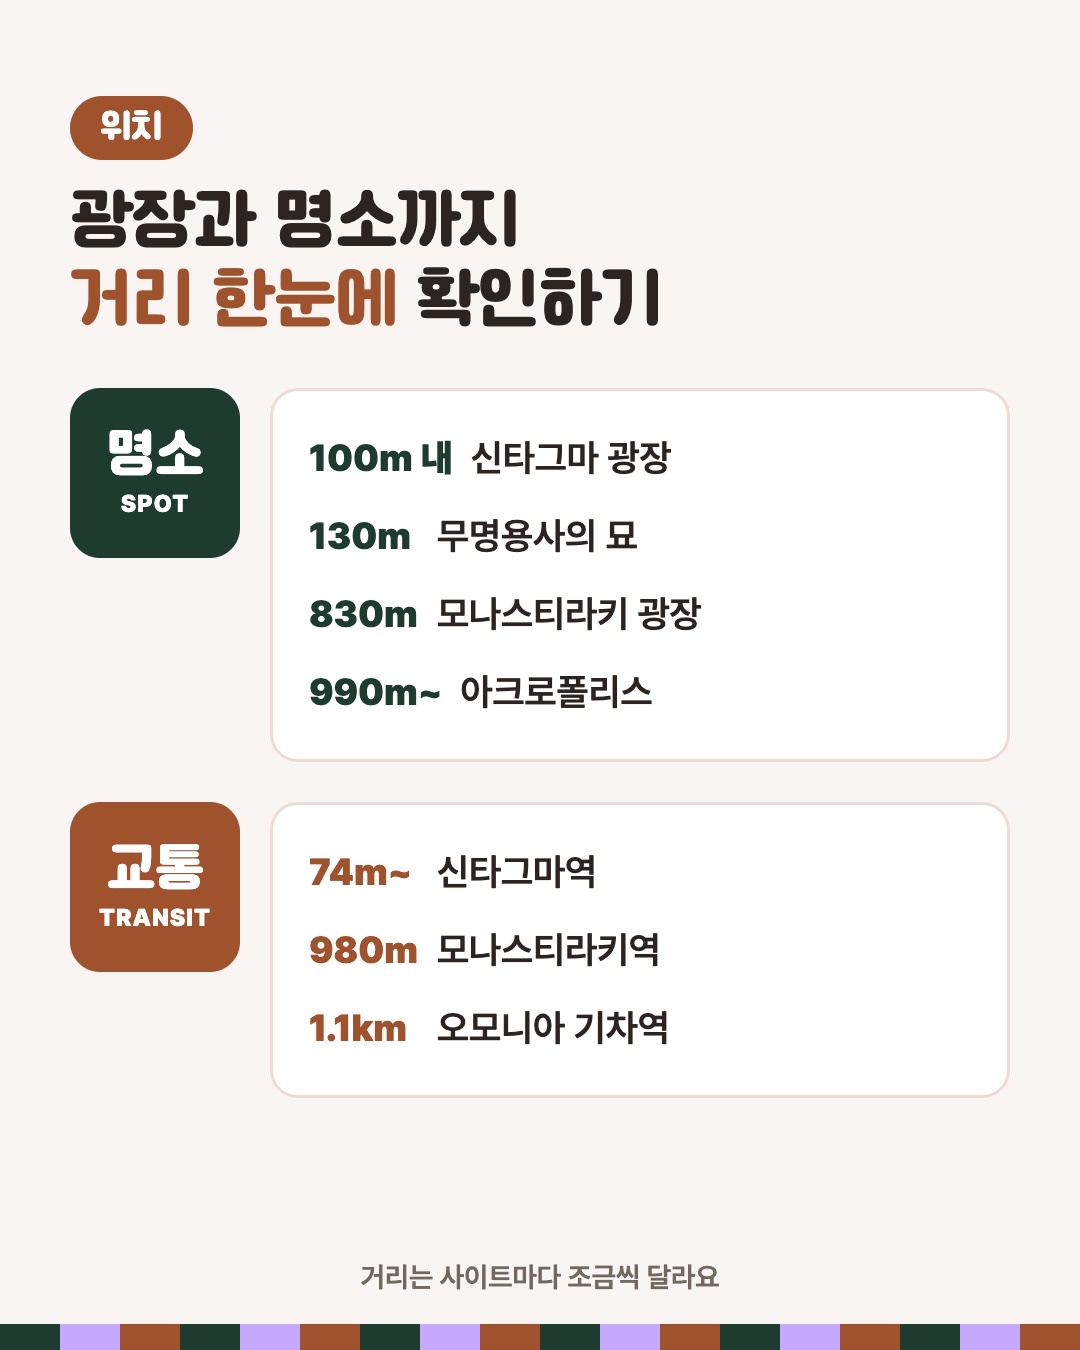 위치
광장과 명소까지
거리 한눈에 확인하기
명소
SPOT
100m 내 신타그마 광장
130m 무명용사의 묘
830m 모나스티라키 광장
990m~ 아크로폴리스
교통
TRANSIT
74m~ 신타그마역
980m 모나스티라키역
1.1km 오모니아 기차역
거리는 사이트마다 조금씩 달라요